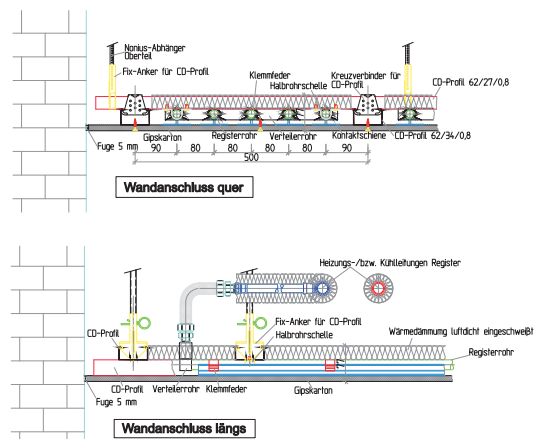 Nonius-Abhänger
Oberteil
Fix-Anker für CD-Profil
Klemmfeder
Halbrohrschelle
Kreuzverbinder für
CD-Profil
CD-Profil 62/27/0,8
Gipskarton
Registerrohr
Verteilerrohr
Kontaktschiene
CD-Profil 62/34/0,8
Fuge 5 mm
90 80 80 80 80 90
500
Wandanschluss quer
Heizungs-/bzw. Kühlleitungen Register
Fix-Anker für CD-Profil
Halbrohrschelle
CD-Profil
Wärmedämmung luftdicht eingeschweißt
Registerrohr
CD-Profil
Verteilerrohr
Klemmfeder
Gipskarton
Fuge 5 mm
Wandanschluss längs